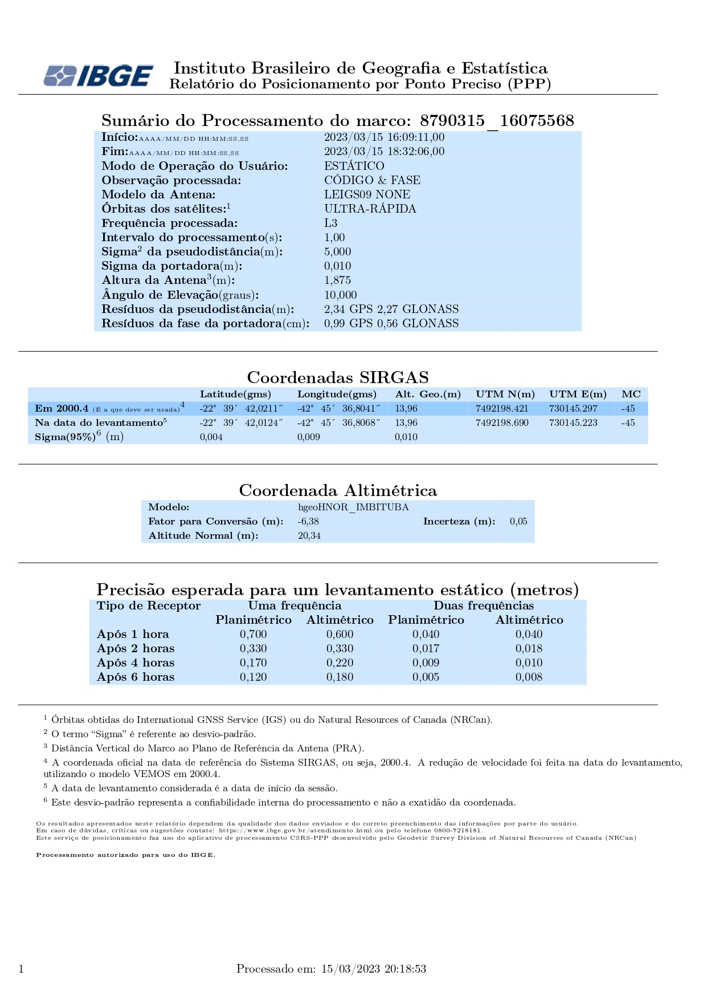 IBGE
Instituto Brasileiro de Geografia e Estatística
Relatório do Posicionamento por Ponto Preciso (PPP)
Sumário do Processamento do marco: 8790315_16075568
Início:AAAA/MM/DD HH:MM:SS,SS 2023/03/15 16:09:11,00
Fim:AAAA/MM/DD HH:MM:SS,SS 2023/03/15 18:32:06,00
Modo de Operação do Usuário: ESTÁTICO
Observação processada: CÓDIGO & FASE
Modelo da Antena: LEIGS09 NONE
Órbitas dos satélites:1 ULTRA-RÁPIDA
Frequência processada: L3
Intervalo do processamento(s): 1,00
Sigma2 da pseudodistância(m): 5,000
Sigma da portadora(m): 0,010
Altura da Antena3(m): 1,875
Ângulo de Elevação(graus): 10,000
Resíduos da pseudodistância(m): 2,34 GPS 2,27 GLONASS
Resíduos da fase da portadora(cm): 0,99 GPS 0,56 GLONASS
Coordenadas SIRGAS
Latitude(gms) Longitude(gms) Alt. Geo.(m) UTM N(m) UTM E(m) MC
Em 2000.4 (É a que deve ser usada)4 -22° 39´ 42,0211˝ -42° 45´ 36,8041˝ 13,96 7492198.421 730145.297 -45
Na data do levantamento5 -22° 39´ 42,0124˝ -42° 45´ 36,8068˝ 13,96 7492198.690 730145.223 -45
Sigma(95%)6 (m) 0,004 0,009 0,010
Coordenada Altimétrica
Modelo: hgeoHNOR_IMBITUBA
Fator para Conversão (m): -6,38 Incerteza (m): 0,05
Altitude Normal (m): 20,34
Precisão esperada para um levantamento estático (metros)
Tipo de Receptor Uma frequência Duas frequências
Planimétrico Altimétrico Planimétrico Altimétrico
Após 1 hora 0,700 0,600 0,040 0,040
Após 2 horas 0,330 0,330 0,017 0,018
Após 4 horas 0,170 0,220 0,009 0,010
Após 6 horas 0,120 0,180 0,005 0,008
1 Órbitas obtidas do International GNSS Service (IGS) ou do Natural Resources of Canada (NRCan).
2 O termo “Sigma” é referente ao desvio-padrão.
3 Distância Vertical do Marco ao Plano de Referência da Antena (PRA).
4 A coordenada oficial na data de referência do Sistema SIRGAS, ou seja, 2000.4. A redução de velocidade foi feita na data do levantamento,
utilizando o modelo VEMOS em 2000.4.
5 A data de levantamento considerada é a data de início da sessão.
6 Este desvio-padrão representa a confiabilidade interna do processamento e não a exatidão da coordenada.
Os resultados apresentados neste relatório dependem da qualidade dos dados enviados e do correto preenchimento das informações por parte do usuário.
Em caso de dúvidas, críticas ou sugestões contate: https://www.ibge.gov.br/atendimento.html ou pelo telefone 0800-7218181.
Este serviço de posicionamento faz uso do aplicativo de processamento CSRS-PPP desenvolvido pelo Geodetic Survey Division of Natural Resources of Canada (NRCan)
Processamento autorizado para uso do IBGE.
1 Processado em: 15/03/2023 20:18:53